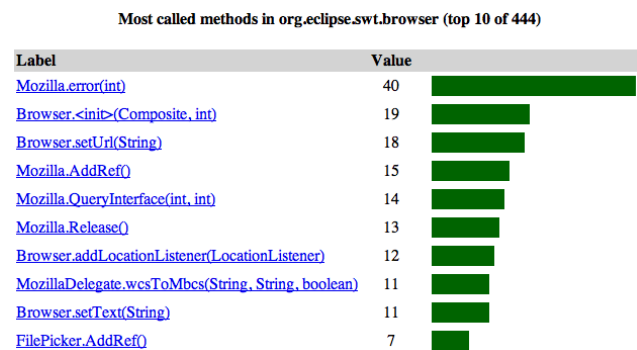 Most called methods in org.eclipse.swt.browser (top 10 of 444)
Label Value
Mozilla.error(int) 40
Browser.<init>(Composite, int) 19
Browser.setUrl(String) 18
Mozilla.AddRef() 15
Mozilla.QueryInterface(int, int) 14
Mozilla.Release() 13
Browser.addLocationListener(LocationListener) 12
MozillaDelegate.wcsToMbcs(String, String, boolean) 11
Browser.setText(String) 11
FilePicker.AddRef() 7